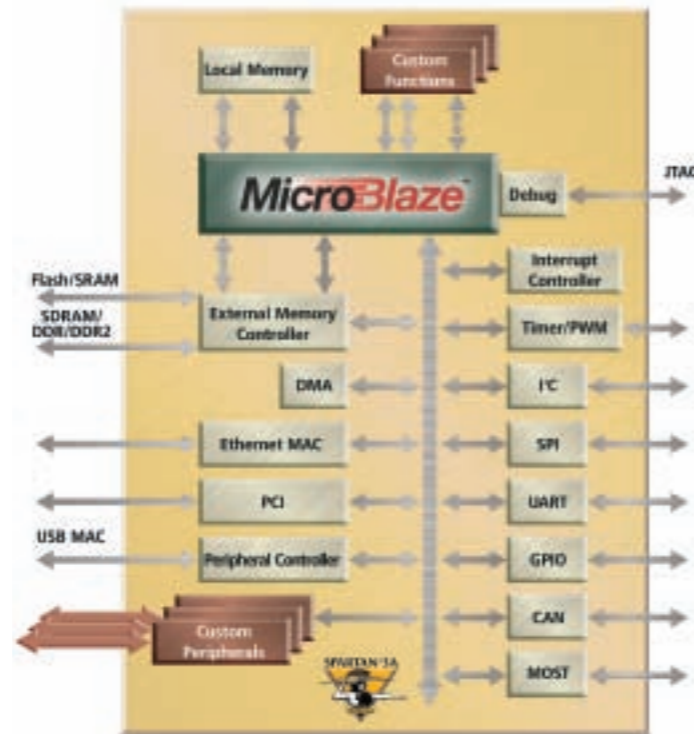 Local Memory
Custom
Functions
MicroBlaze™
Debug
JTAG
Interrupt
Controller
Flash/SRAM
SDRAM/
DDR/DDR2
External Memory
Controller
Timer/PWM
DMA
I²C
Ethernet MAC
SPI
PCI
UART
USB MAC
Peripheral Controller
GPIO
Custom
Peripherals
CAN
SPARTAN-3A
MOST